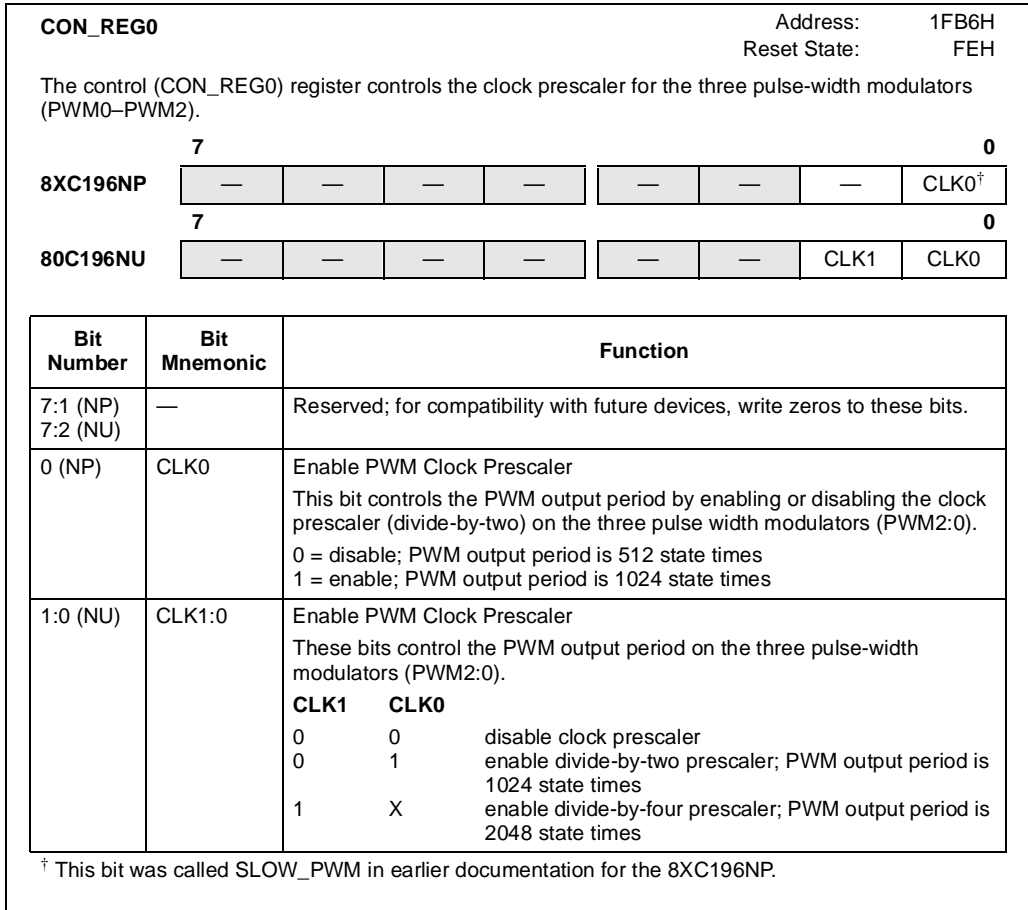 CON_REG0 Address: 1FB6H
Reset State: FEH
The control (CON_REG0) register controls the clock prescaler for the three pulse-width modulators
(PWM0–PWM2).
7 0
8XC196NP — — — — — — — CLK0†
7 0
80C196NU — — — — — — CLK1 CLK0
Bit Number Bit Mnemonic Function
7:1 (NP) — Reserved; for compatibility with future devices, write zeros to these bits.
7:2 (NU)
0 (NP) CLK0 Enable PWM Clock Prescaler
This bit controls the PWM output period by enabling or disabling the clock
prescaler (divide-by-two) on the three pulse width modulators (PWM2:0).
0 = disable; PWM output period is 512 state times
1 = enable; PWM output period is 1024 state times
1:0 (NU) CLK1:0 Enable PWM Clock Prescaler
These bits control the PWM output period on the three pulse-width
modulators (PWM2:0).
CLK1 CLK0
0 0 disable clock prescaler
0 1 enable divide-by-two prescaler; PWM output period is
1024 state times
1 X enable divide-by-four prescaler; PWM output period is
2048 state times
† This bit was called SLOW_PWM in earlier documentation for the 8XC196NP.